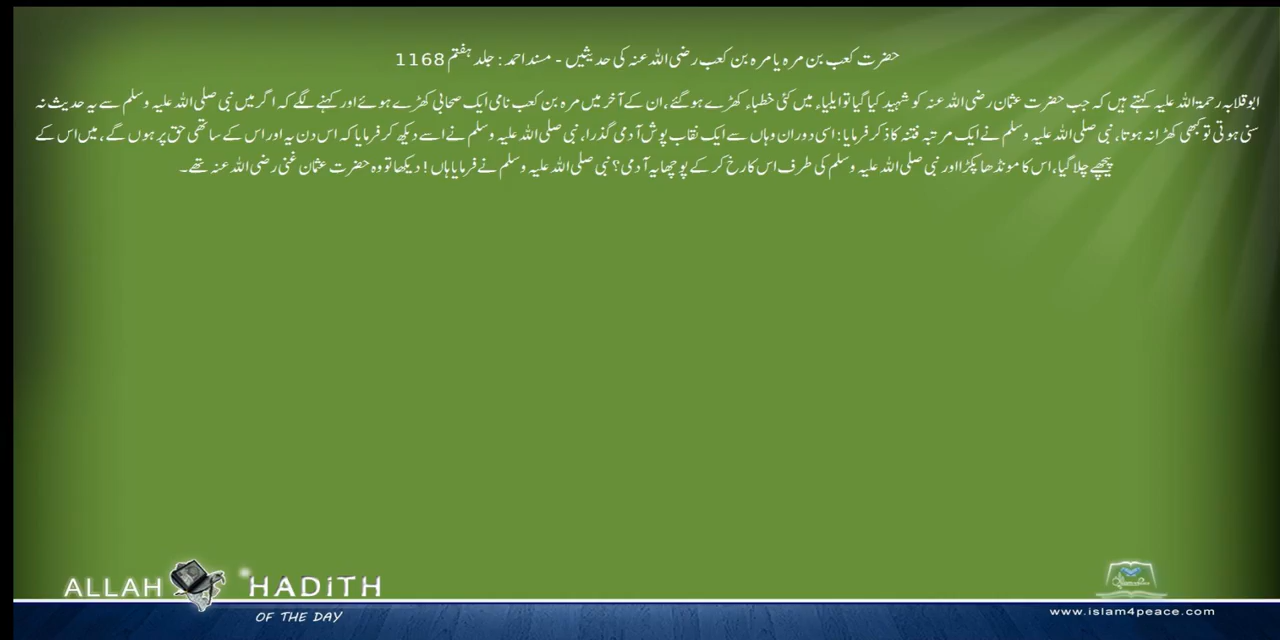 حضرت کعب بن مرہ یا مرہ بن کعب رضی اللہ عنہ کی حدیثیں - مسند احمد : جلد ہفتم 1168
ابو قلابہ رحمۃ اللہ علیہ کہتے ہیں کہ جب حضرت عثمان رضی اللہ عنہ کو شہید کیا گیا تو ایلیاء میں کئی خطباء کھڑے ہوگئے، ان کے آخر میں مرہ بن کعب نامی ایک صحابی کھڑے ہوئے اور کہنے لگے کہ اگر میں نبی صلی اللہ علیہ وسلم سے یہ حدیث نہ
سنی ہوتی تو کبھی کھڑا نہ ہوتا، نبی صلی اللہ علیہ وسلم نے ایک مرتبہ فتنہ کا ذکر فرمایا : اسی دوران وہاں سے ایک نقاب پوش آدمی گذرا، نبی صلی اللہ علیہ وسلم نے اسے دیکھ کر فرمایا کہ اس دن یہ اور اس کے ساتھی حق پر ہوں گے ، میں اس کے
پیچھے چلا گیا، اس کا مونڈھا پکڑا اور نبی صلی اللہ علیہ وسلم کی طرف اس کا رخ کر کے پوچھا یہ آدمی؟ نبی صلی اللہ علیہ وسلم نے فرمایا ہاں ! دیکھا تو وہ حضرت عثمان غنی رضی اللہ عنہ تھے۔
ALLAH HADITH
OF THE DAY
www.islam4peace.com